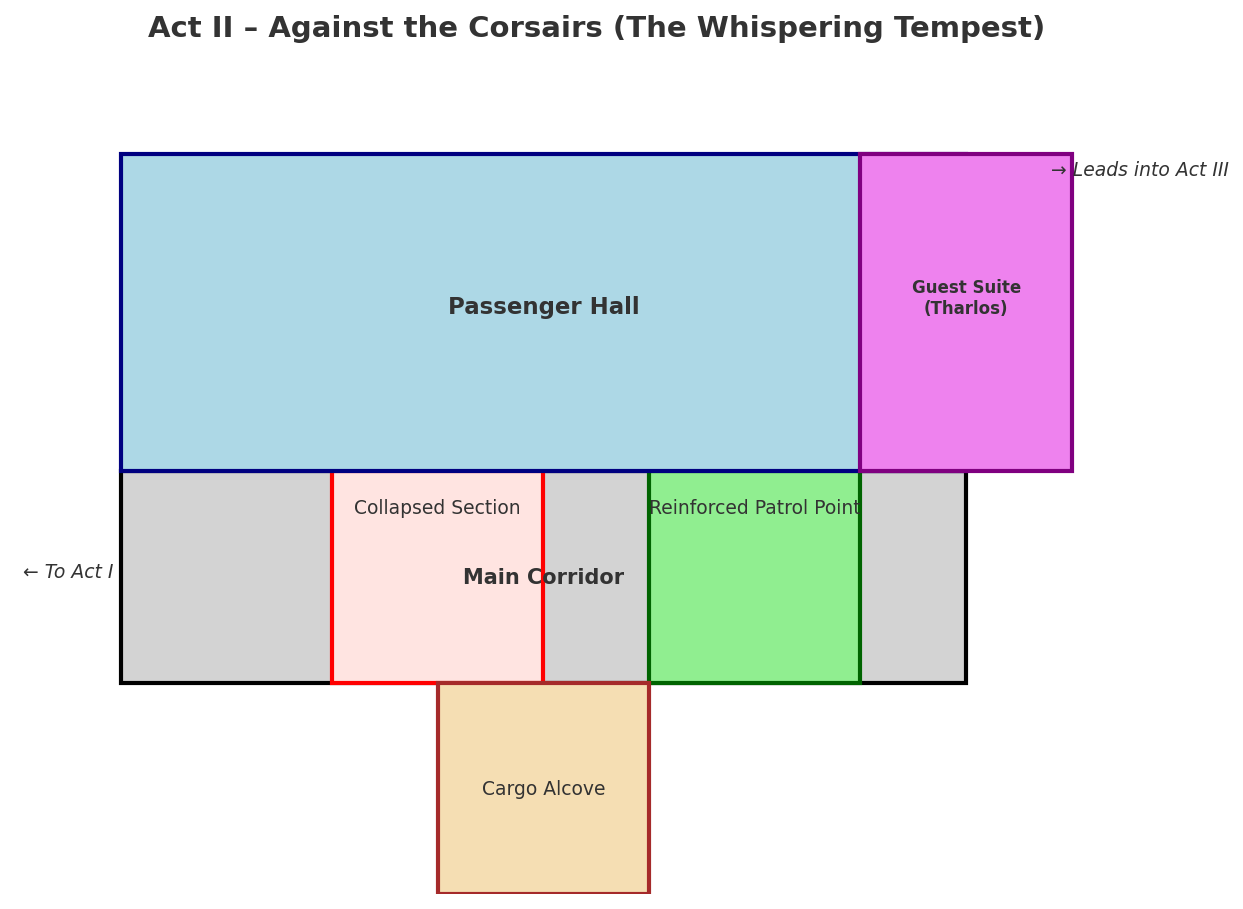 Act II – Against the Corsairs (The Whispering Tempest)
→ Leads into Act III
Guest Suite
(Tharlos)
Passenger Hall
Collapsed Section
Reinforced Patrol Point
← To Act I
Main Corridor
Cargo Alcove